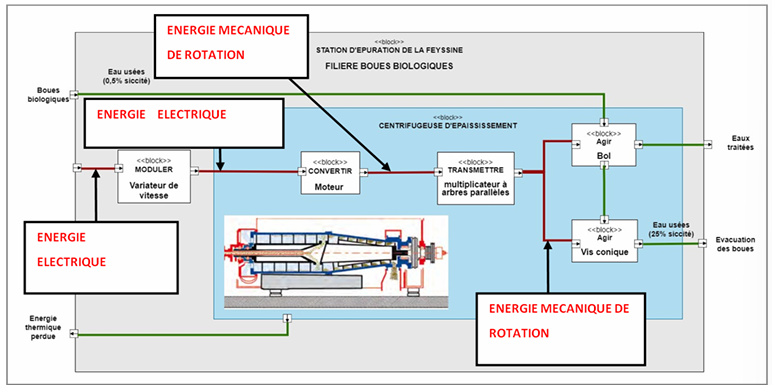 <<block>>
STATION D'EPURATION DE LA FEYSSINE
FILIERE BOUES BIOLOGIQUES
ENERGIE MECANIQUE
DE ROTATION
Eau usées
(0,5% siccité)
Boues
biologiques
ENERGIE ELECTRIQUE
<<block>>
CENTRIFUGEUSE D'EPAISSISSEMENT
<<block>>
MODULER
Variateur de
vitesse
<<block>>
CONVERTIR
Moteur
<<block>>
TRANSMETTRE
multiplicateur à
arbres parallèles
<<block>>
Agir
Bol
Eaux
traitées
<<block>>
Agir
Vis conique
Eau usées
(25% siccité)
Evacuation
des boues
ENERGIE
ELECTRIQUE
ENERGIE MECANIQUE DE
ROTATION
Energie
thermique
perdue